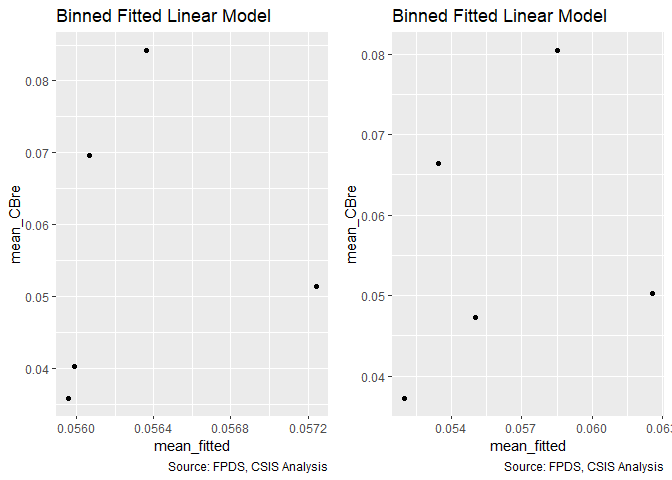 Binned Fitted Linear Model
mean_CBre
0.08
0.07
0.06
0.05
0.04
0.0560 0.0564 0.0568 0.0572
mean_fitted
Source: FPDS, CSIS Analysis
Binned Fitted Linear Model
mean_CBre
0.08
0.07
0.06
0.05
0.04
0.054 0.057 0.060
mean_fitted
Source: FPDS, CSIS Analysis